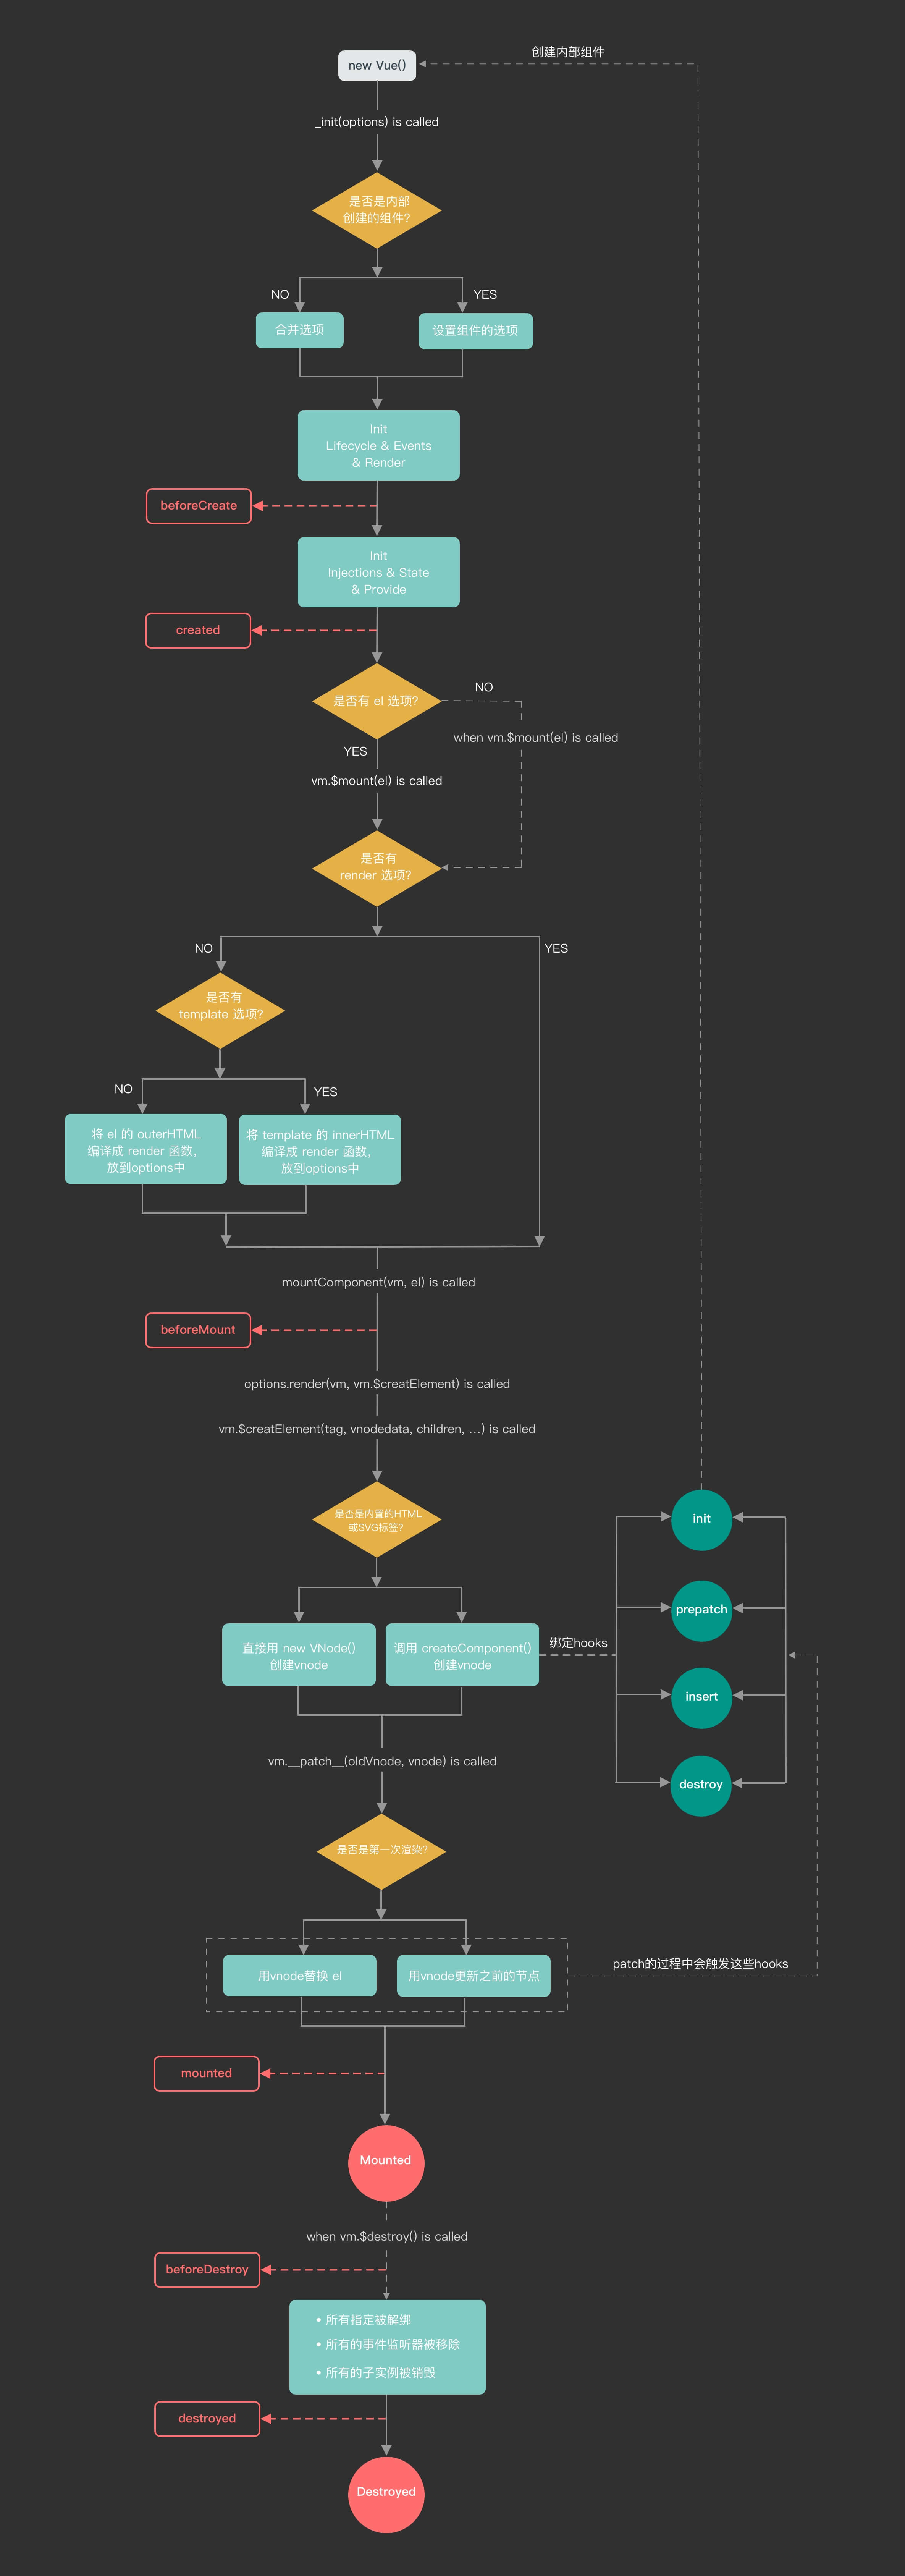 创建内部组件
new Vue()
_init(options) is called
是否是内部
创建的组件?
NO
YES
合并选项
设置组件的选项
Init
Lifecycle & Events
& Render
beforeCreate
Init
Injections & State
& Provide
created
是否有 el 选项?
NO
when vm.$mount(el) is called
YES
vm.$mount(el) is called
是否有
render 选项?
NO
YES
是否有
template 选项?
NO
YES
将 el 的 outerHTML
编译成 render 函数,
放到options中
将 template 的 innerHTML
编译成 render 函数,
放到options中
mountComponent(vm, el) is called
beforeMount
options.render(vm, vm.$creatElement) is called
vm.$creatElement(tag, vnodedata, children, ...) is called
是否是内置的HTML
或SVG标签?
直接用 new VNode()
创建vnode
调用 createComponent()
创建vnode
绑定hooks
init
prepatch
insert
destroy
vm.__patch__(oldVnode, vnode) is called
是否是第一次渲染?
用vnode替换 el
用vnode更新之前的节点
patch的过程中会触发这些hooks
mounted
Mounted
when vm.$destroy() is called
beforeDestroy
• 所有指定被解绑
• 所有的事件监听器被移除
• 所有的子实例被销毁
destroyed
Destroyed